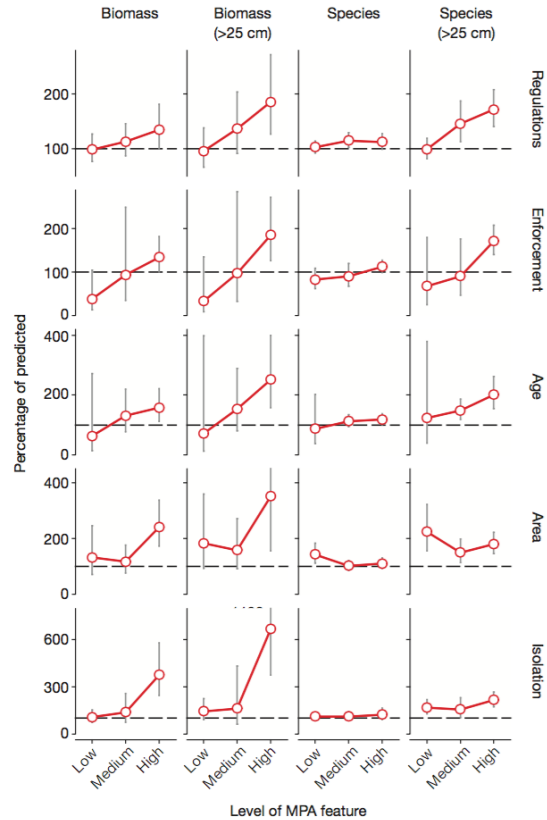 Biomass
Biomass
(>25 cm)
Species
Species
(>25 cm)
Percentage of predicted
200
100
Regulations
200
100
0
Enforcement
400
200
0
Age
400
200
0
Area
600
300
0
Isolation
Low
Medium
High
Low
Medium
High
Low
Medium
High
Low
Medium
High
Level of MPA feature